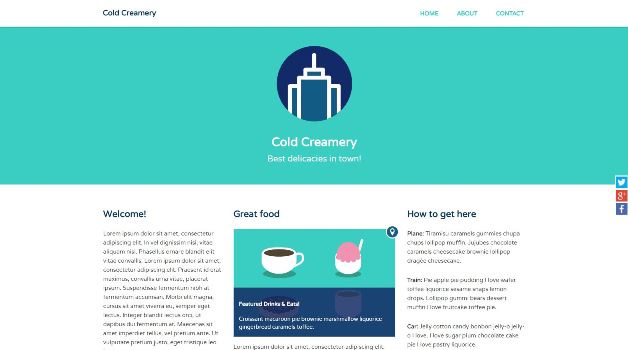 Cold Creamery
HOME ABOUT CONTACT
Cold Creamery
Best delicacies in town!
Welcome!
Lorem ipsum dolor sit amet, consectetur
adipiscing elit. In vel dignissim nisl, vitae
aliquam nisi. Phasellus ornare blandit elit
vitae convallis. Lorem ipsum dolor sit amet,
consectetur adipiscing elit. Praesent id erat
maximus, convallis urna vitae, placerat
ipsum. Suspendisse fermentum nibh at
fermentum accumsan. Morbi elit magna,
cursus sit amet viverra eu, semper eget
lectus. Integer blandit lectus orci, ut
dapibus dui fermentum at. Maecenas sit
amet imperdiet tellus, vel pretium ante. Ut
vulputate pretium justo, eget tristique leo
Great food
Featured Drinks & Eats!
Croissant macaroon pie brownie marshmallow liquorice
gingerbread caramels toffee.
Lorem ipsum dolor sit amet, consectetur adipiscing elit.
How to get here
Plane: Tiramisu caramels gummies chupa
chups lollipop muffin. Jujubes chocolate
caramels cheesecake brownie lollipop
dragée cheesecake.
Train: Pie apple pie pudding I love wafer
toffee liquorice sesame snaps lemon
drops. Lollipop gummi bears dessert
muffin I love fruitcake toffee pie.
Car: Jelly cotton candy bonbon jelly-o jelly-
o I love. I love sugar plum chocolate cake
pie I love pastry liquorice.